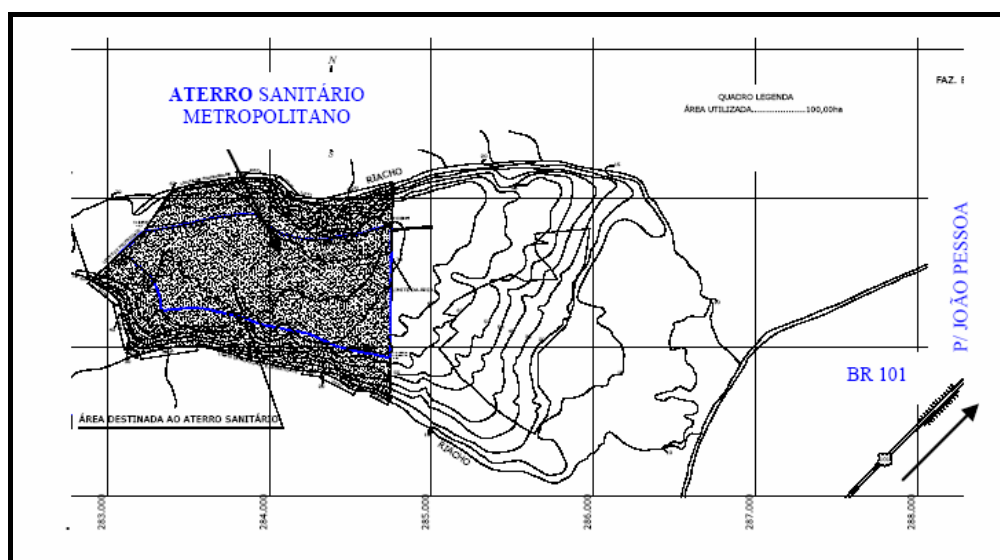 N
ATERRO SANITÁRIO
METROPOLITANO
S
QUADRO LEGENDA
ÁREA UTILIZADA....................100,00ha
FAZ. E
RIACHO
P/ JOÃO PESSOA
BR 101
ÁREA DESTINADA AO ATERRO SANITÁRIO
RIACHO
283.000
284.000
285.000
286.000
287.000
288.000